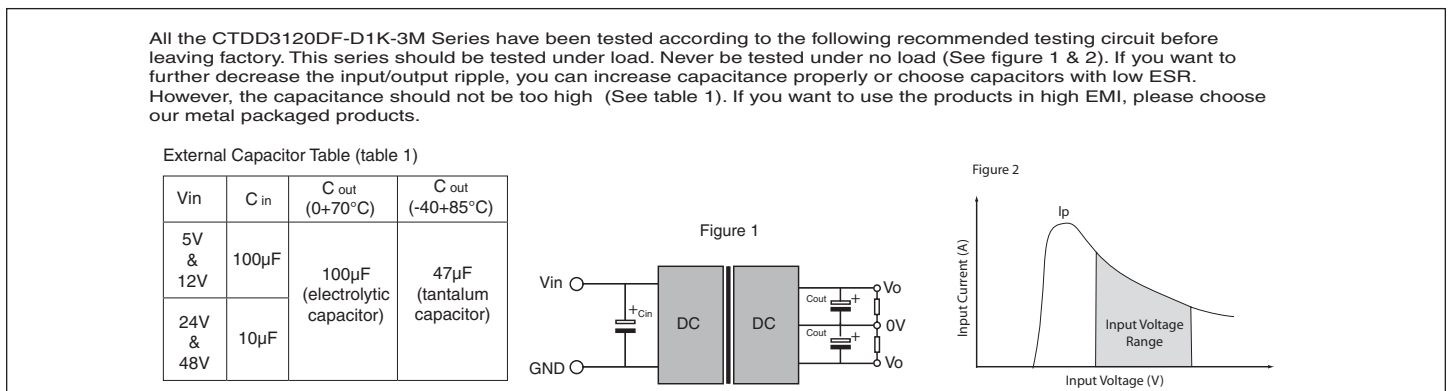 All the CTDD3120DF-D1K-3M Series have been tested according to the following recommended testing circuit before
leaving factory. This series should be tested under load. Never be tested under no load (See figure 1 & 2). If you want to
further decrease the input/output ripple, you can increase capacitance properly or choose capacitors with low ESR.
However, the capacitance should not be too high (See table 1). If you want to use the products in high EMI, please choose
our metal packaged products.
External Capacitor Table (table 1)
Vin
C in
C out
(0+70°C)
C out
(-40+85°C)
5V
&
12V
100µF
24V
&
48V
10µF
100µF
(electrolytic
capacitor)
47µF
(tantalum
capacitor)
Figure 1
Vin
GND
+
Cin
DC
DC
Cout
+
Cout
+
Vo
0V
Vo
Figure 2
Ip
Input Current (A)
Input Voltage
Range
Input Voltage (V)